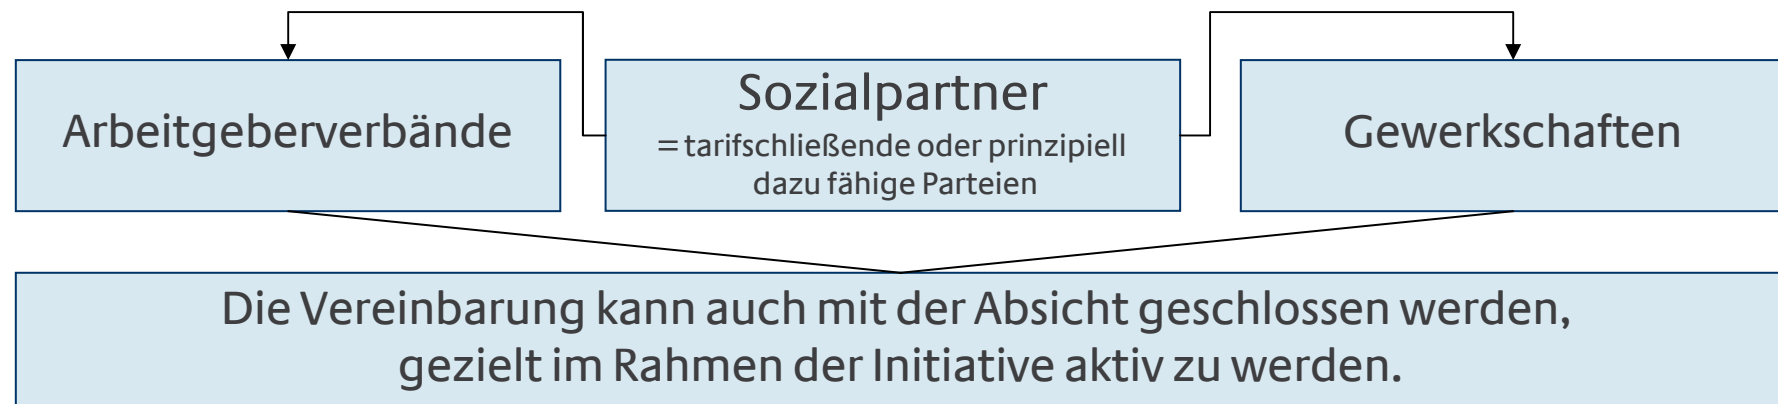 Arbeitgeberverbände
Sozialpartner
= tarifschließende oder prinzipiell
dazu fähige Parteien
Gewerkschaften
Die Vereinbarung kann auch mit der Absicht geschlossen werden,
gezielt im Rahmen der Initiative aktiv zu werden.